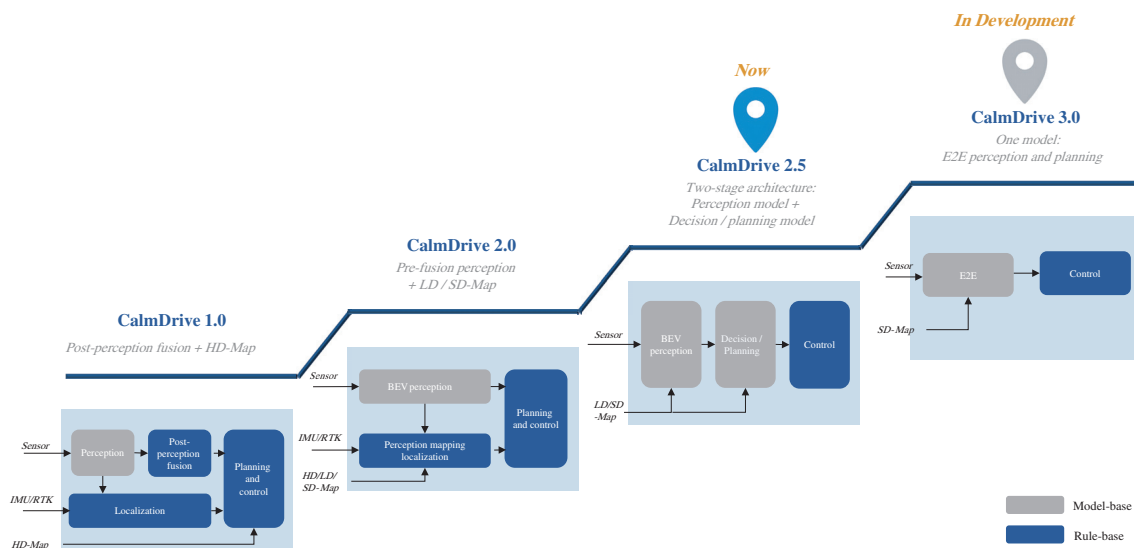 In Development
Now
CalmDrive 3.0
One model:
E2E perception and planning
CalmDrive 2.5
Two-stage architecture:
Perception model +
Decision / planning model
CalmDrive 2.0
Pre-fusion perception
+ LD / SD-Map
CalmDrive 1.0
Post-perception fusion + HD-Map
Sensor
Perception
Post-
perception
fusion
Planning
and
control
IMU/RTK
Localization
HD-Map
Sensor
BEV perception
Planning
and control
IMU/RTK
Perception mapping
localization
HD/LD/
SD-Map
Sensor
BEV
perception
Decision /
Planning
Control
LD/SD
-Map
Sensor
E2E
Control
SD-Map
Model-base
Rule-base